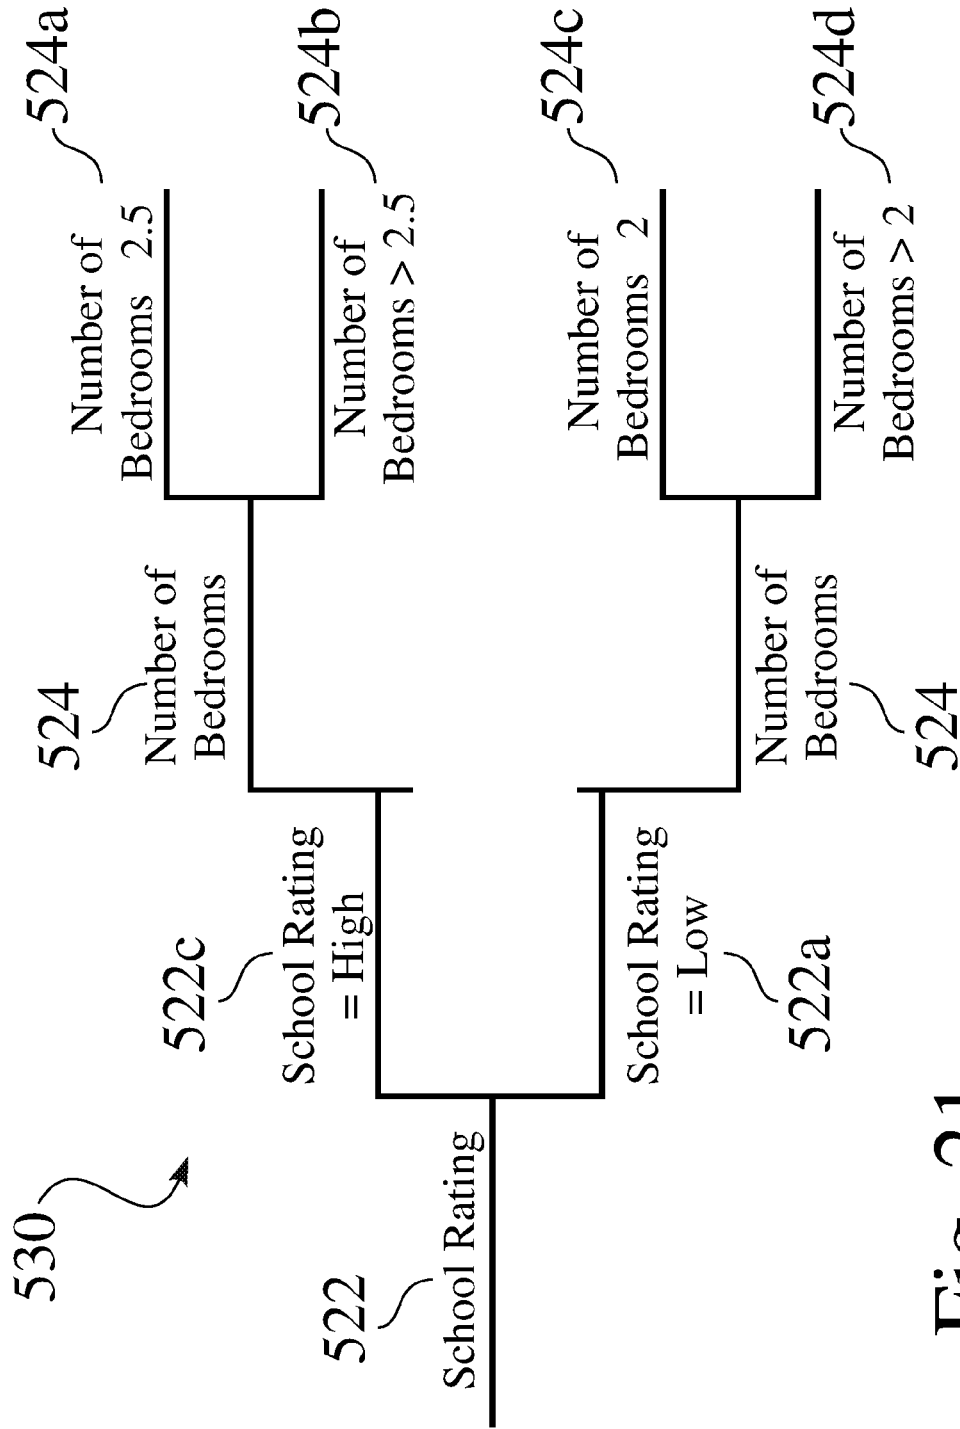 530
522
School Rating
522c
School Rating
= High
School Rating
= Low
522a
524
Number of
Bedrooms
Number of
Bedrooms
524
524a
Number of
Bedrooms 2.5
524b
Number of
Bedrooms > 2.5
524c
Number of
Bedrooms 2
524d
Number of
Bedrooms > 2
Fig. 21